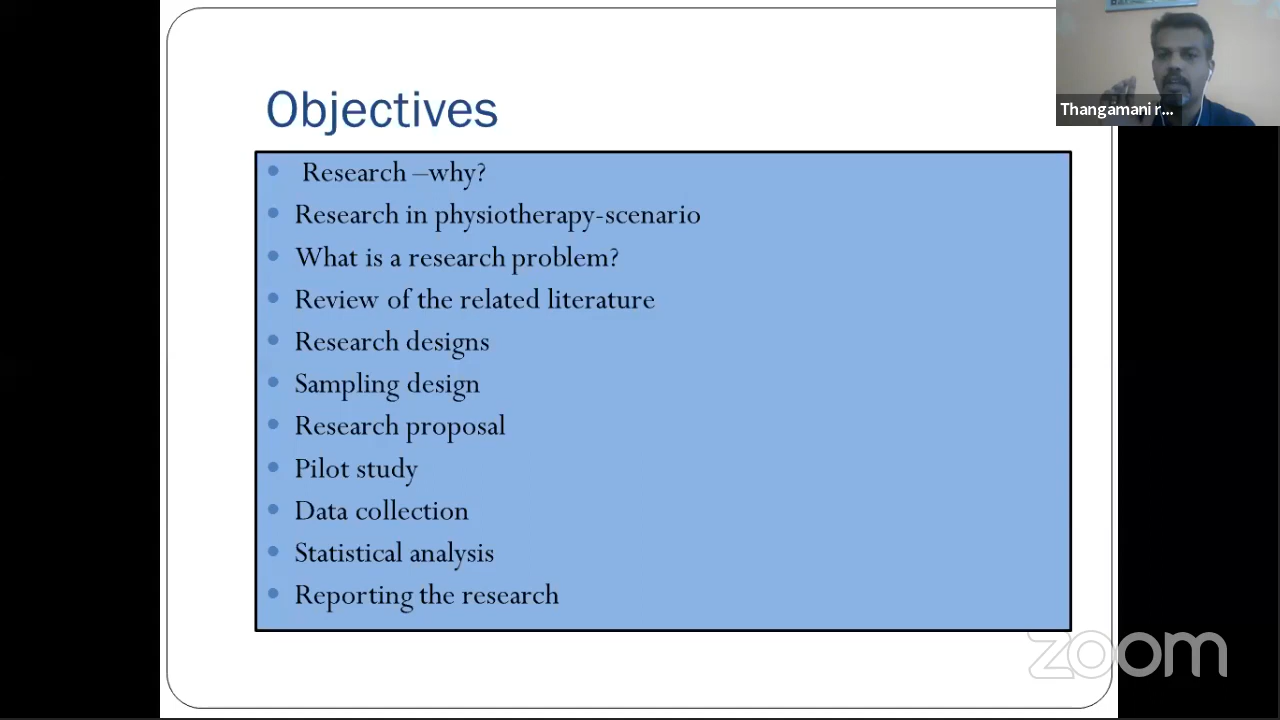 Objectives
Research –why?
Research in physiotherapy-scenario
What is a research problem?
Review of the related literature
Research designs
Sampling design
Research proposal
Pilot study
Data collection
Statistical analysis
Reporting the research
Thangamani r...
zoom